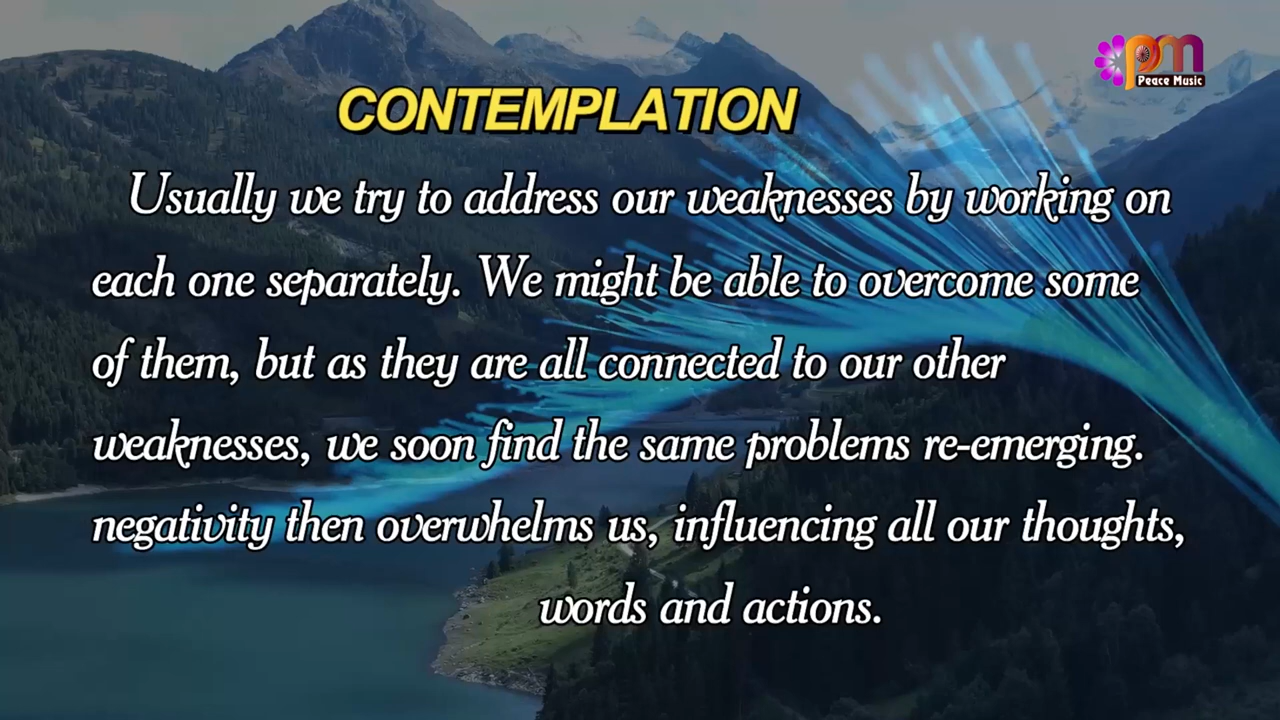 pm
Peace Music
CONTEMPLATION
Usually we try to address our weaknesses by working on
each one separately. We might be able to overcome some
of them, but as they are all connected to our other
weaknesses, we soon find the same problems re-emerging.
negativity then overwhelms us, influencing all our thoughts,
words and actions.